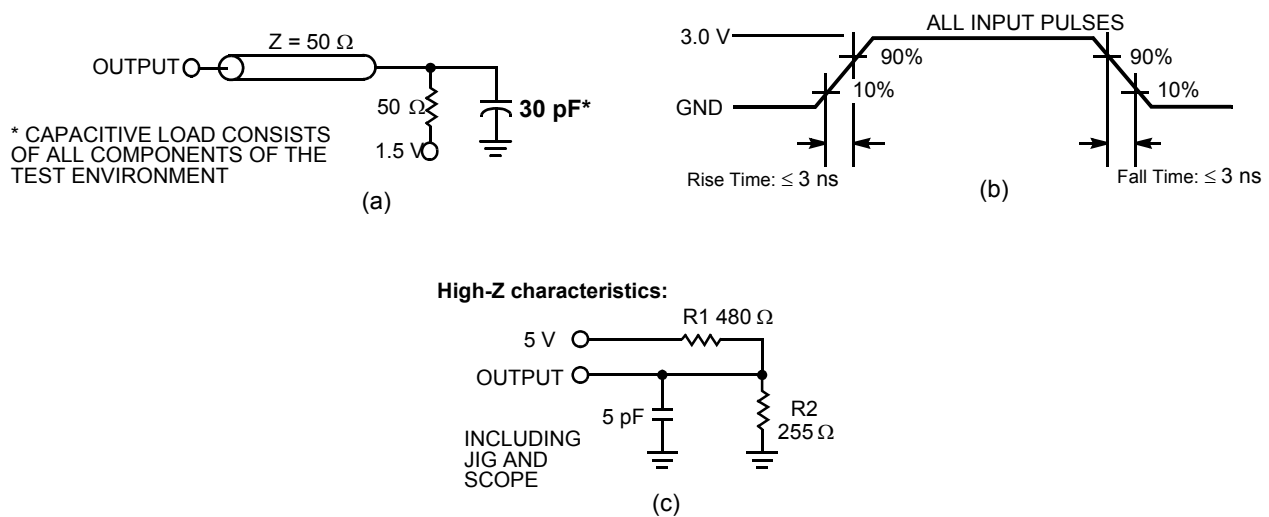 Z = 50 Ω
OUTPUT
50 Ω
30 pF*
1.5 V
* CAPACITIVE LOAD CONSISTS
OF ALL COMPONENTS OF THE
TEST ENVIRONMENT
(a)
ALL INPUT PULSES
3.0 V
90%
90%
10%
10%
GND
Rise Time: ≤ 3 ns
Fall Time: ≤ 3 ns
(b)
High-Z characteristics:
R1 480 Ω
5 V
OUTPUT
5 pF
R2
255 Ω
INCLUDING
JIG AND
SCOPE
(c)